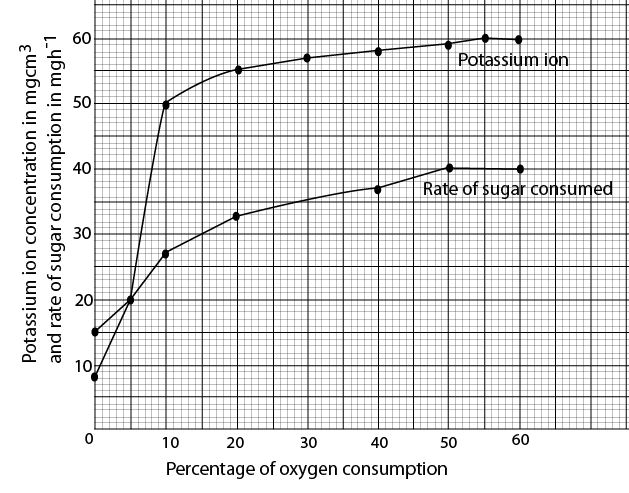 Potassium ion concentration in mgcm3
and rate of sugar consumption in mgh-1
60
50
40
30
20
10
0
10
20
30
40
50
60
Potassium ion
Rate of sugar consumed
Percentage of oxygen consumption